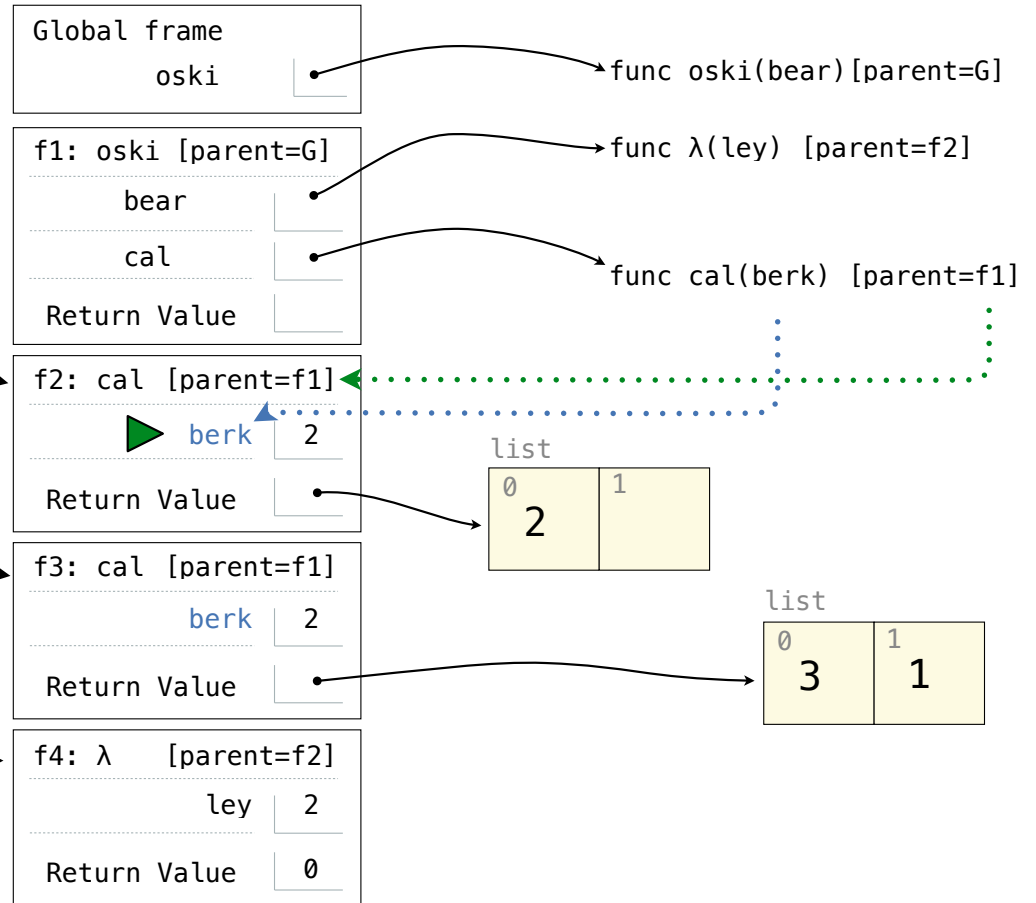 Global frame
oski
func oski(bear)[parent=G]
f1: oski [parent=G]
func λ(ley) [parent=f2]
bear
cal
func cal(berk) [parent=f1]
Return Value
f2: cal [parent=f1]
berk 2
list
0 1
2
Return Value
f3: cal [parent=f1]
berk 2
list
0 1
3 1
Return Value
f4: λ [parent=f2]
ley 2
Return Value 0